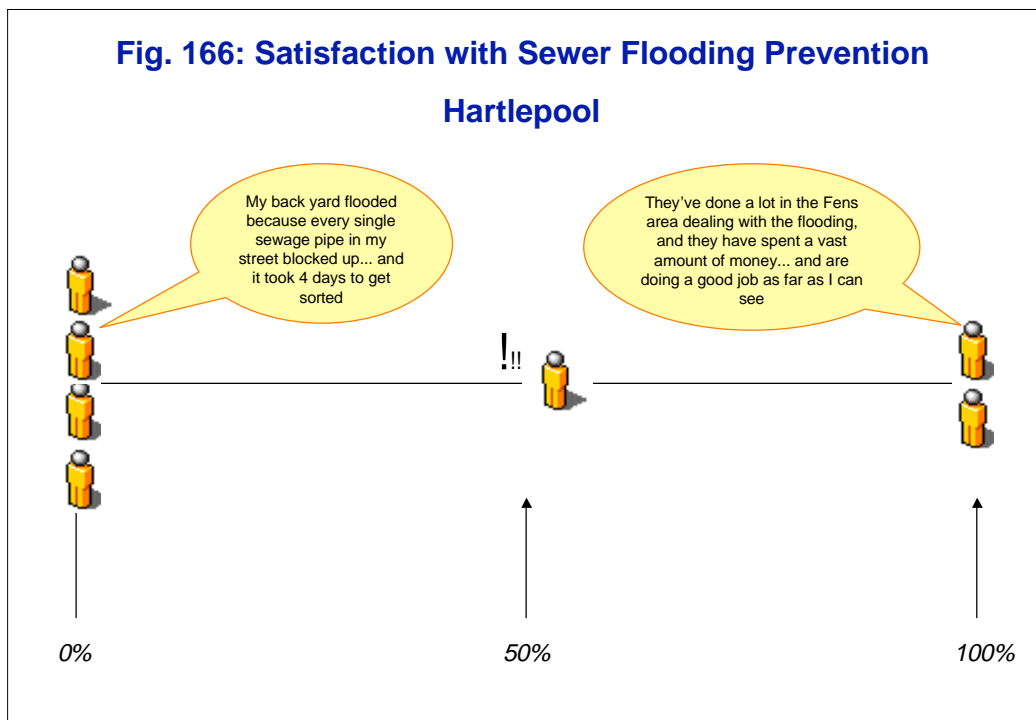 Fig. 166: Satisfaction with Sewer Flooding Prevention
Hartlepool
My back yard flooded
because every single
sewage pipe in my
street blocked up... and
it took 4 days to get
sorted
They've done a lot in the Fens
area dealing with the flooding,
and they have spent a vast
amount of money... and are
doing a good job as far as I can
see
!!!
0%
50%
100%